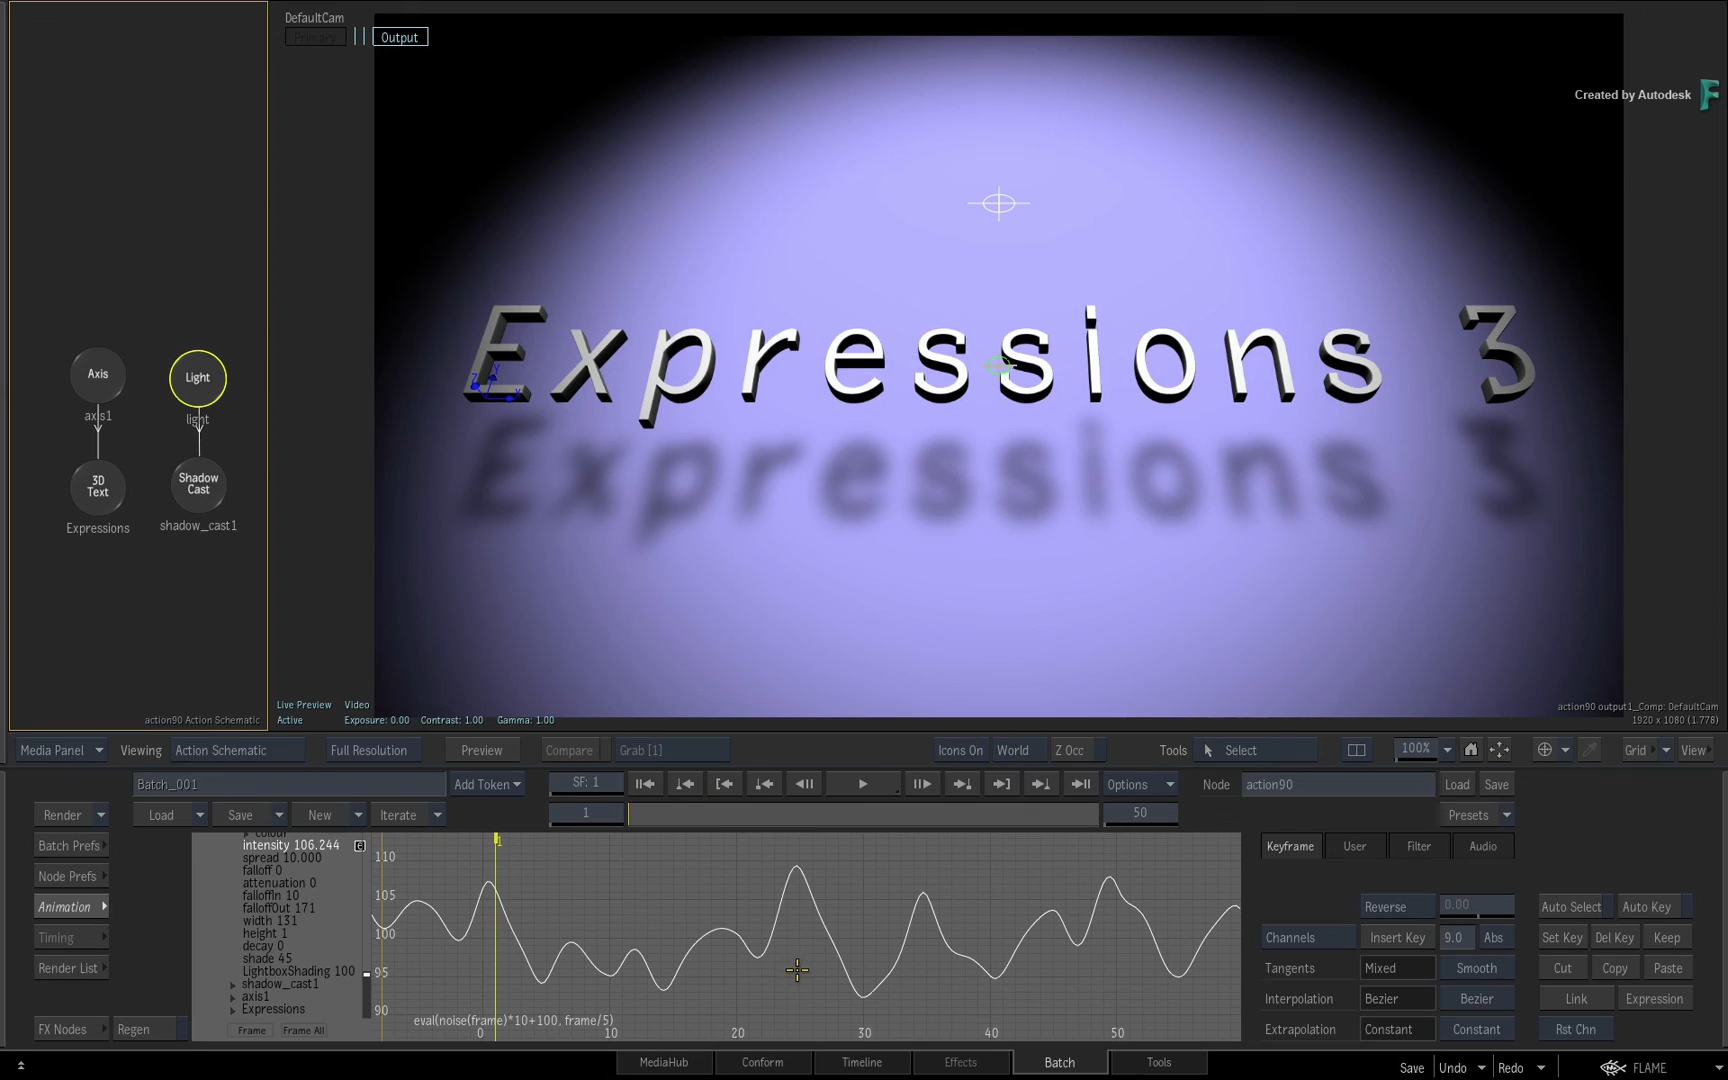 DefaultCam
Primary
Output
Created by Autodesk
Expressions 3
Expressions 3
Axis
Light
axis1
light
3D
Text
Shadow
Cast
Expressions
shadow_cast1
action90 Action Schematic
Live Preview Video
Active Exposure: 0.00 Contrast: 1.00 Gamma: 1.00
action90 output1_Comp: DefaultCam
1920 x 1080 (1.778)
Media Panel Viewing Action Schematic Full Resolution Preview Compare Grab [1] Icons On World Z Occ Tools Select 100% Grid View
Batch_001 Add Token SF: 1 Options Node action90 Load Save
Render Load Save New Iterate 1 50 Presets
Batch Prefs
Node Prefs
Animation
Timing
Render List
FX Nodes Regen
colour
intensity 106.244 E
spread 10.000
falloff 0
attenuation 0
falloffIn 10
falloffOut 171
width 131
height 1
decay 0
shade 45
LightboxShading 100
shadow_cast1
axis1
Expressions
Frame Frame All
1
110
105
100
95
90
eval(noise(frame)*10+100, frame/5)
0 10 20 30 40 50
Keyframe User Filter Audio
Reverse 0.00 Auto Select Auto Key
Channels Insert Key 9.0 Abs Set Key Del Key Keep
Tangents Mixed Smooth Cut Copy Paste
Interpolation Bezier Bezier Link Expression
Extrapolation Constant Constant Rst Chn
MediaHub Conform Timeline Effects Batch Tools
Save Undo Redo FLAME